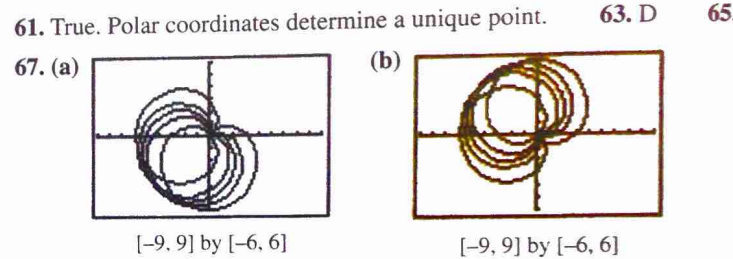 61. True. Polar coordinates determine a unique point. 63. D 65.
67. (a) (b)
[–9, 9] by [–6, 6] [–9, 9] by [–6, 6]